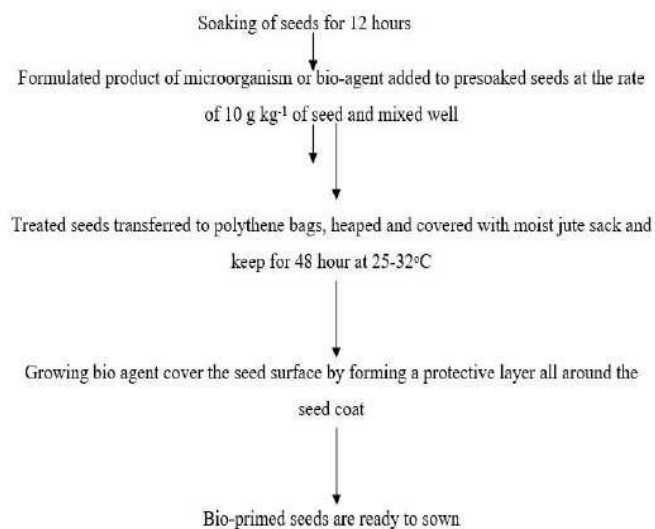 Soaking of seeds for 12 hours
Formulated product of microorganism or bio-agent added to presoaked seeds at the rate
of 10 g kg-¹ of seed and mixed well
Treated seeds transferred to polythene bags, heaped and covered with moist jute sack and
keep for 48 hour at 25-32°C
Growing bio agent cover the seed surface by forming a protective layer all around the
seed coat
Bio-primed seeds are ready to sown